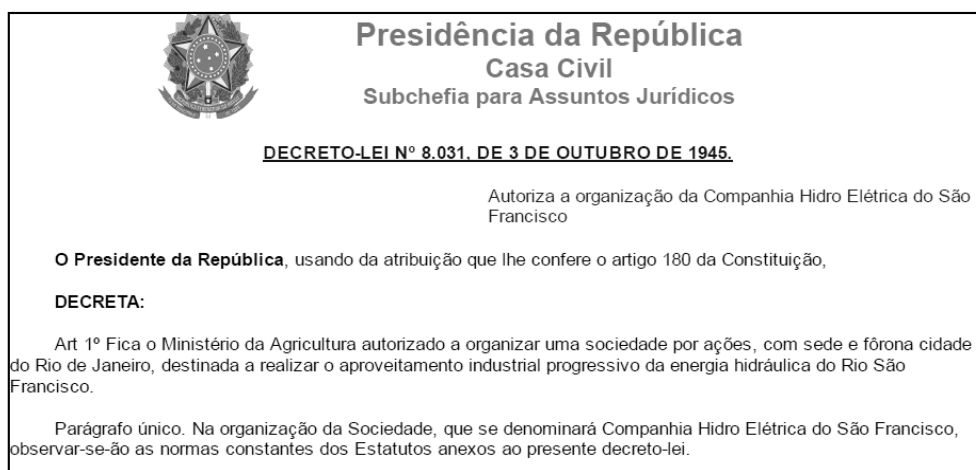 Presidência da República
Casa Civil
Subchefia para Assuntos Jurídicos
DECRETO-LEI Nº 8.031, DE 3 DE OUTUBRO DE 1945.
Autoriza a organização da Companhia Hidro Elétrica do São
Francisco
O Presidente da República, usando da atribuição que lhe confere o artigo 180 da Constituição,
DECRETA:
Art 1º Fica o Ministério da Agricultura autorizado a organizar uma sociedade por ações, com sede e fôrona cidade
do Rio de Janeiro, destinada a realizar o aproveitamento industrial progressivo da energia hidráulica do Rio São
Francisco.
Parágrafo único. Na organização da Sociedade, que se denominará Companhia Hidro Elétrica do São Francisco,
observar-se-ão as normas constantes dos Estatutos anexos ao presente decreto-lei.